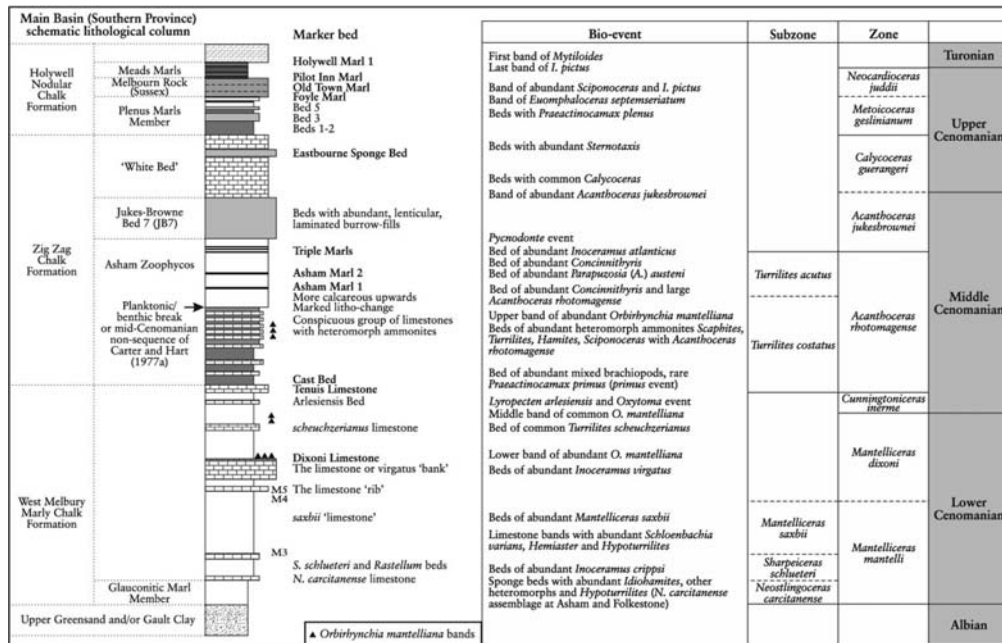 Main Basin (Southern Province)
schematic lithological column
Marker bed
Holywell
Nodular
Chalk
Formation
Meads Marls
Melbourn Rock
(Sussex)
Plenus Marls
Member
Holywell Marl 1
Pilot Inn Marl
Old Town Marl
Foyle Marl
Bed 5
Bed 3
Beds 1-2
Zig Zag
Chalk
Formation
'White Bed'
Eastbourne Sponge Bed
Jukes-Browne
Bed 7 (JB7)
Beds with abundant, lenticular,
laminated burrow-fills
Asham Zoophycos
Triple Marls
Asham Marl 2
Asham Marl 1
More calcareous upwards
Marked litho-change
Planktonic/
benthic break
or mid-Cenomanian
non-sequence of
Carter and Hart
(1977a)
Conspicuous group of limestones
with heteromorph ammonites
Cast Bed
Tenuis Limestone
Arlesiensis Bed
scheuchzerianus limestone
Dixoni Limestone
The limestone or virgatus 'bank'
West Melbury
Marly Chalk
Formation
M5 The limestone 'rib'
M4
saxbii 'limestone'
M3
S. schlueteri and Rastellum beds
N. carcitanense limestone
Glauconitic Marl
Member
Upper Greensand and/or Gault Clay
▲ Orbirhynchia mantelliana bands
Bio-event
Subzone
Zone
First band of Mytiloides
Last band of I. pictus
Band of abundant Sciponoceras and I. pictus
Band of Euomphaloceras septemseriatum
Beds with Praeactinocamax plenus
Beds with abundant Sternotaxis
Beds with common Calycoceras
Band of abundant Acanthoceras jukesbrownei
Pycnodonte event
Bed of abundant Inoceramus atlanticus
Bed of abundant Concinnithyris
Bed of abundant Parapuzosia (A.) austeni
Bed of abundant Concinnithyris and large
Acanthoceras rhotomagense
Upper band of abundant Orbirhynchia mantelliana
Beds of abundant heteromorph ammonites Scaphites,
Turrilites, Hamites, Sciponoceras with Acanthoceras
rhotomagense
Bed of abundant mixed brachiopods, rare
Praeactinocamax primus (primus event)
Lyropecten arlesiensis and Oxytoma event
Middle band of common O. mantelliana
Bed of common Turrilites scheuchzerianus
Lower band of abundant O. mantelliana
Beds of abundant Inoceramus virgatus
Beds of abundant Mantelliceras saxbii
Limestone bands with abundant Schloenbachia
varians, Hemiaster and Hypoturrilites
Beds of abundant Inoceramus crippsi
Sponge beds with abundant Idiohamites, other
heteromorphs and Hypoturrilites (N. carcitanense
assemblage at Asham and Folkestone)
Turrilites acutus
Turrilites costatus
Mantelliceras
saxbii
Sharpeiceras
schlueteri
Neostlingoceras
carcitanense
Neocardioceras
juddii
Metoicoceras
geslinianum
Calycoceras
guerangeri
Acanthoceras
jukesbrownei
Acanthoceras
rhotomagense
Cunningtoniceras
inerme
Mantelliceras
dixoni
Mantelliceras
mantelli
Turonian
Upper
Cenomanian
Middle
Cenomanian
Lower
Cenomanian
Albian